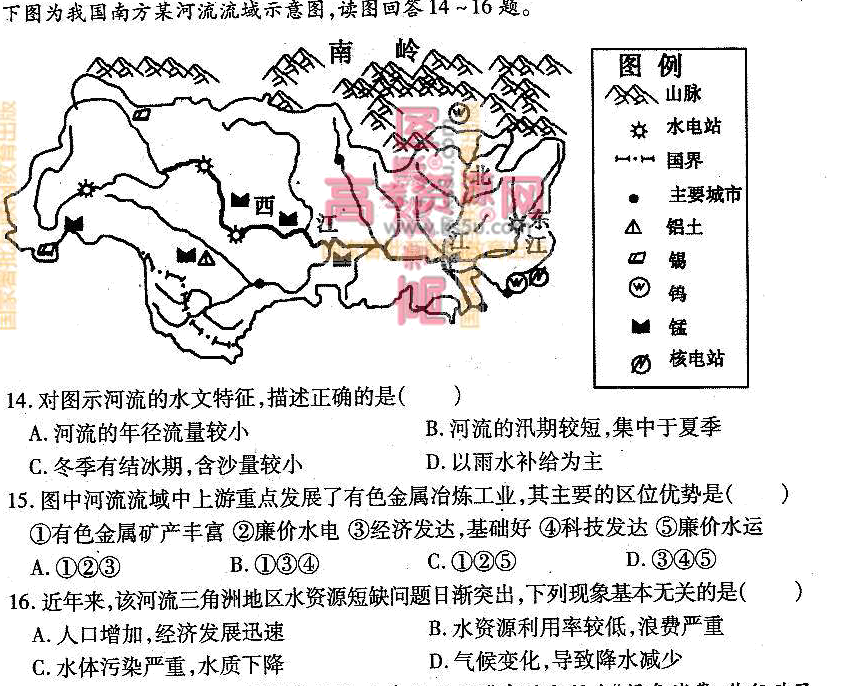 下图为我国南方某河流流域示意图,读图回答14~16题。
南 岭
图 例
山脉
水电站
国界
主要城市
铝土
锡
钨
锰
核电站
西
江
北
江
东
江
www.ks5u.com
14. 对图示河流的水文特征,描述正确的是( )
A. 河流的年径流量较小
B. 河流的汛期较短,集中于夏季
C. 冬季有结冰期,含沙量较小
D. 以雨水补给为主
15. 图中河流流域中上游重点发展了有色金属冶炼工业,其主要的区位优势是( )
①有色金属矿产丰富 ②廉价水电 ③经济发达,基础好 ④科技发达 ⑤廉价水运
A. ①②③
B. ①③④
C. ①②⑤
D. ③④⑤
16. 近年来,该河流三角洲地区水资源短缺问题日渐突出,下列现象基本无关的是( )
A. 人口增加,经济发展迅速
B. 水资源利用率较低,浪费严重
C. 水体污染严重,水质下降
D. 气候变化,导致降水减少